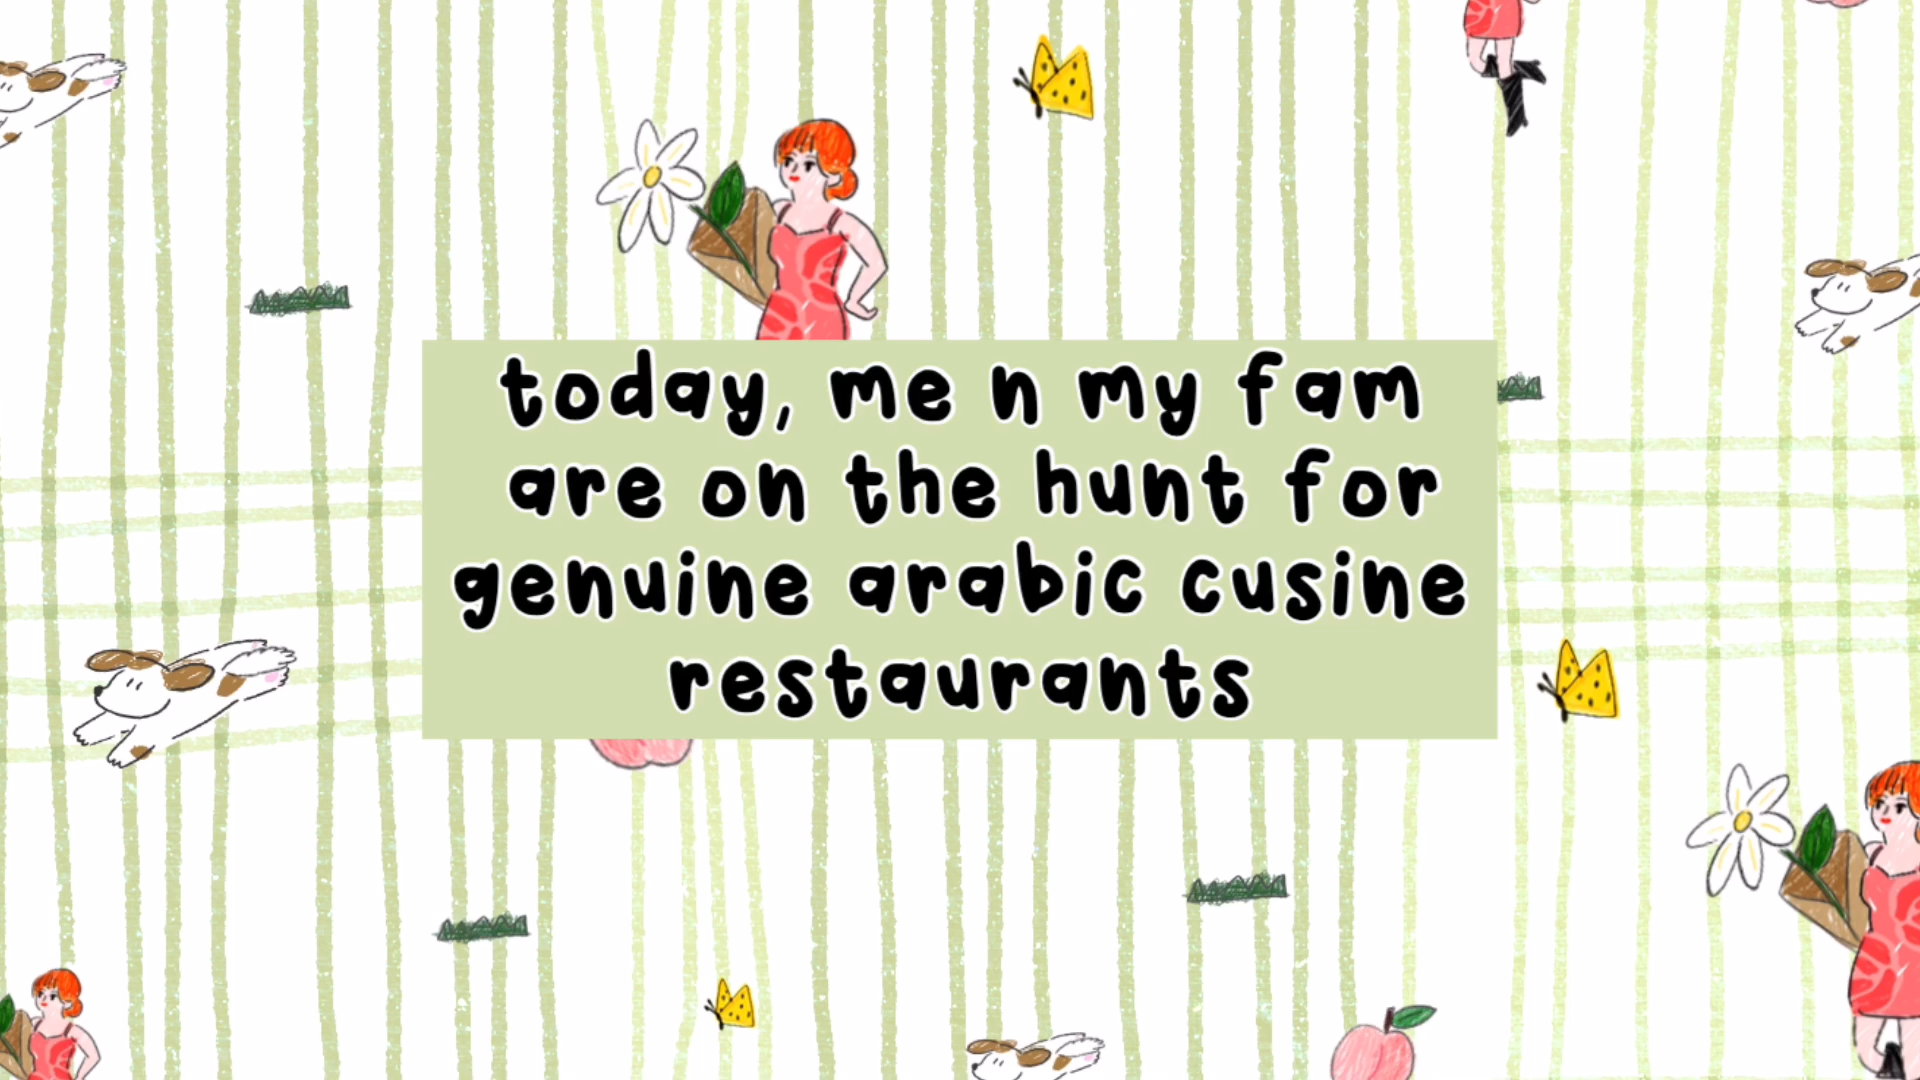 today, me n my fam
are on the hunt for
genuine arabic cusine
restaurants